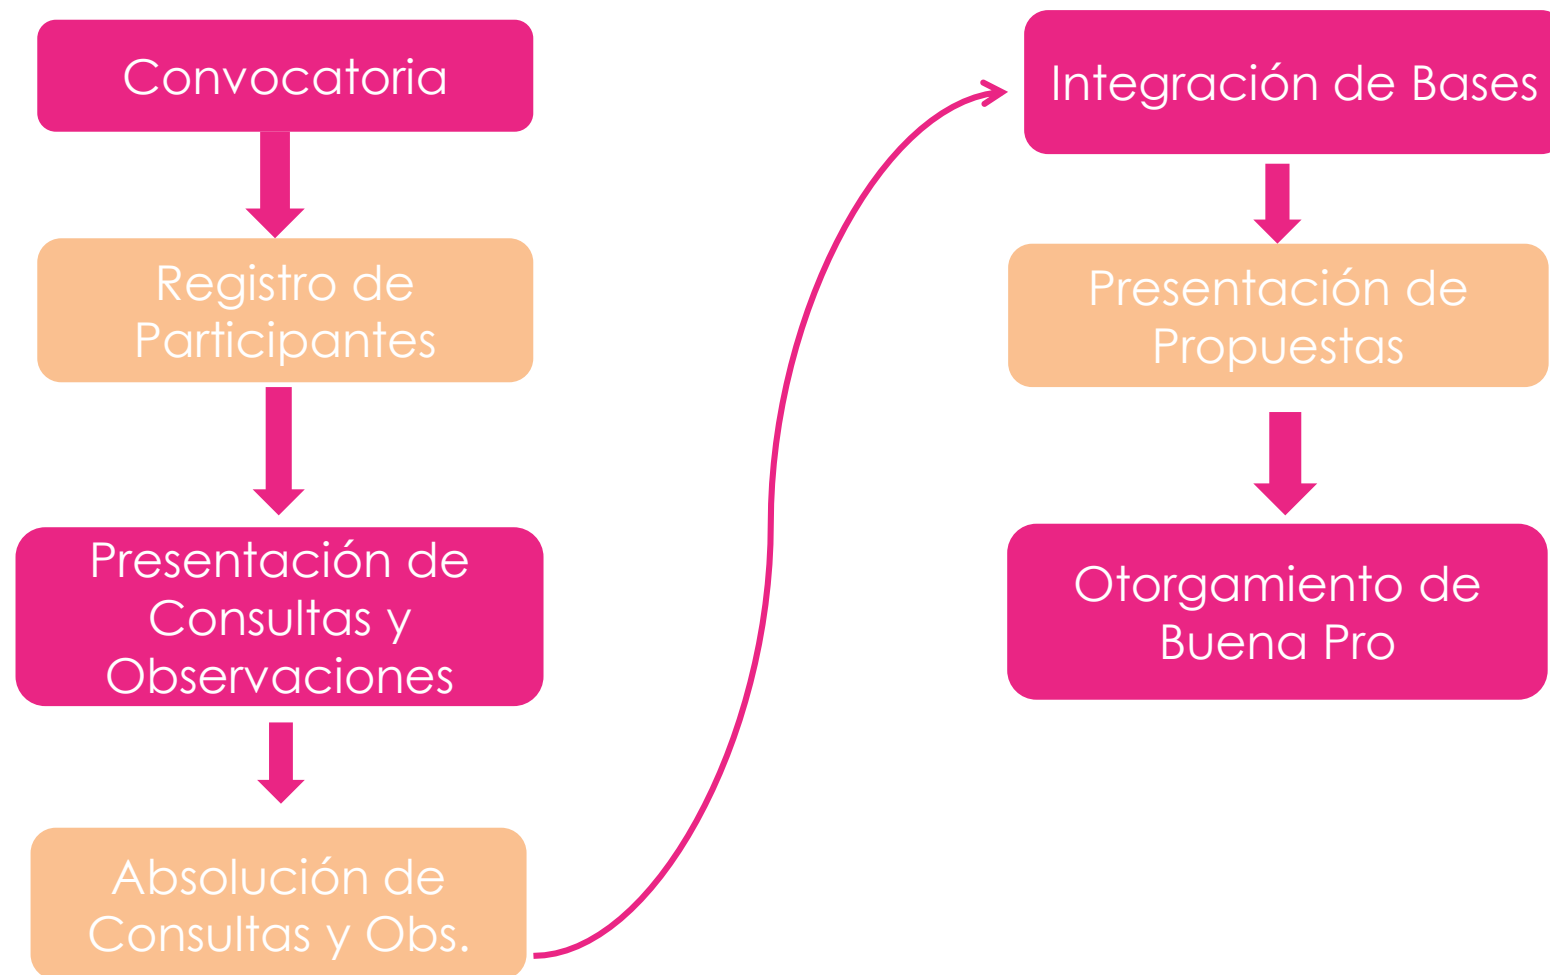 Convocatoria
Registro de
Participantes
Presentación de
Consultas y
Observaciones
Absolución de
Consultas y Obs.
Integración de Bases
Presentación de
Propuestas
Otorgamiento de
Buena Pro